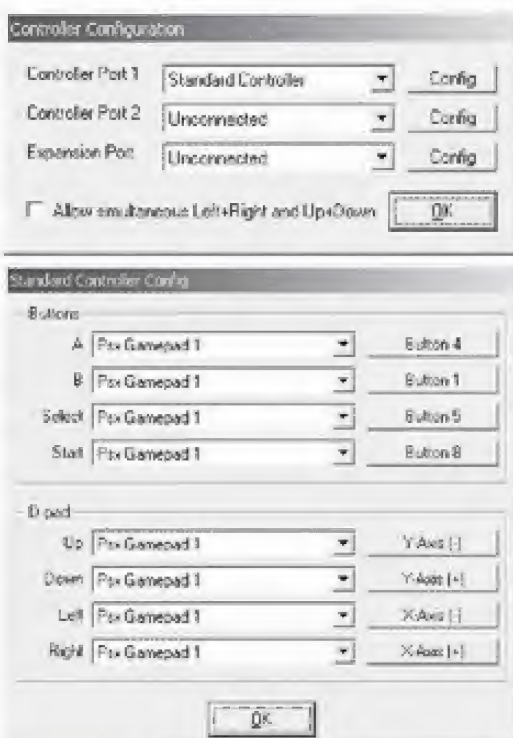 Controller Configuration
Controller Port 1 Standard Controller Config
Controller Port 2 Unconnected Config
Expansion Port Unconnected Config
Allow simultaneous Left+Right and Up+Down OK
Standard Controller Config
Buttons
A Psx Gamepad 1 Button 4
B Psx Gamepad 1 Button 1
Select Psx Gamepad 1 Button 5
Start Psx Gamepad 1 Button 8
D-pad
Up Psx Gamepad 1 Y-Axis (-)
Down Psx Gamepad 1 Y-Axis (+)
Left Psx Gamepad 1 X-Axis (-)
Right Psx Gamepad 1 X-Axis (+)
OK